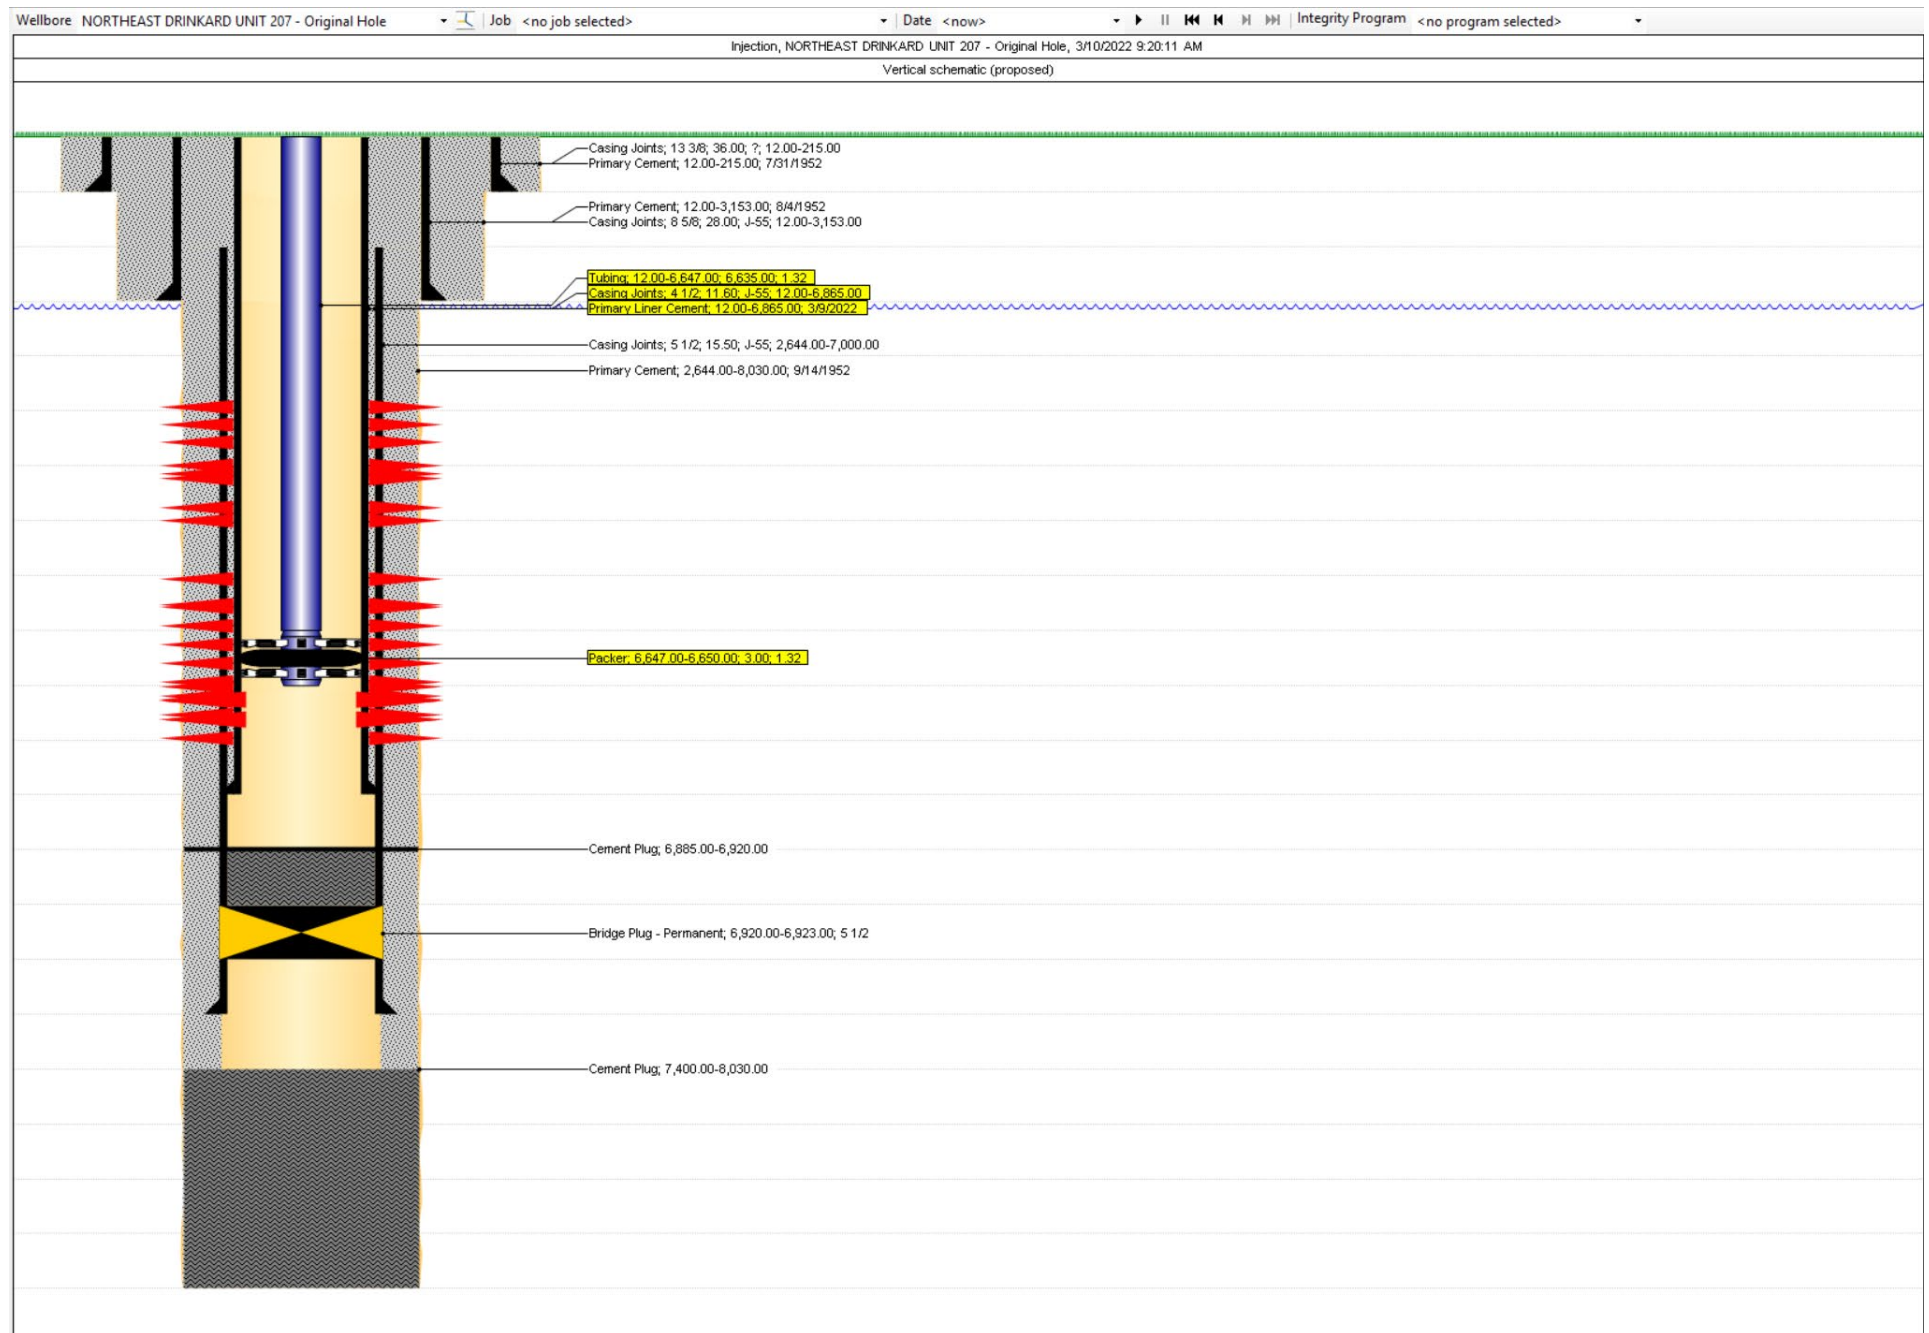 Wellbore NORTHEAST DRINKARD UNIT 207 - Original Hole Job <no job selected> Date <now> Integrity Program <no program selected>
Injection, NORTHEAST DRINKARD UNIT 207 - Original Hole, 3/10/2022 9:20:11 AM
Vertical schematic (proposed)
Casing Joints; 13 3/8; 36.00; ?; 12.00-215.00
Primary Cement; 12.00-215.00; 7/31/1952
Primary Cement; 12.00-3,153.00; 8/4/1952
Casing Joints; 8 5/8; 28.00; J-55; 12.00-3,153.00
Tubing; 12.00-6,647.00; 6,635.00; 1.32
Casing Joints; 4 1/2; 11.60; J-55; 12.00-6,865.00
Primary Liner Cement; 12.00-6,865.00; 3/9/2022
Casing Joints; 5 1/2; 15.50; J-55; 2,644.00-7,000.00
Primary Cement; 2,644.00-8,030.00; 9/14/1952
Packer; 6,647.00-6,650.00; 3.00; 1.32
Cement Plug; 6,885.00-6,920.00
Bridge Plug - Permanent; 6,920.00-6,923.00; 5 1/2
Cement Plug; 7,400.00-8,030.00